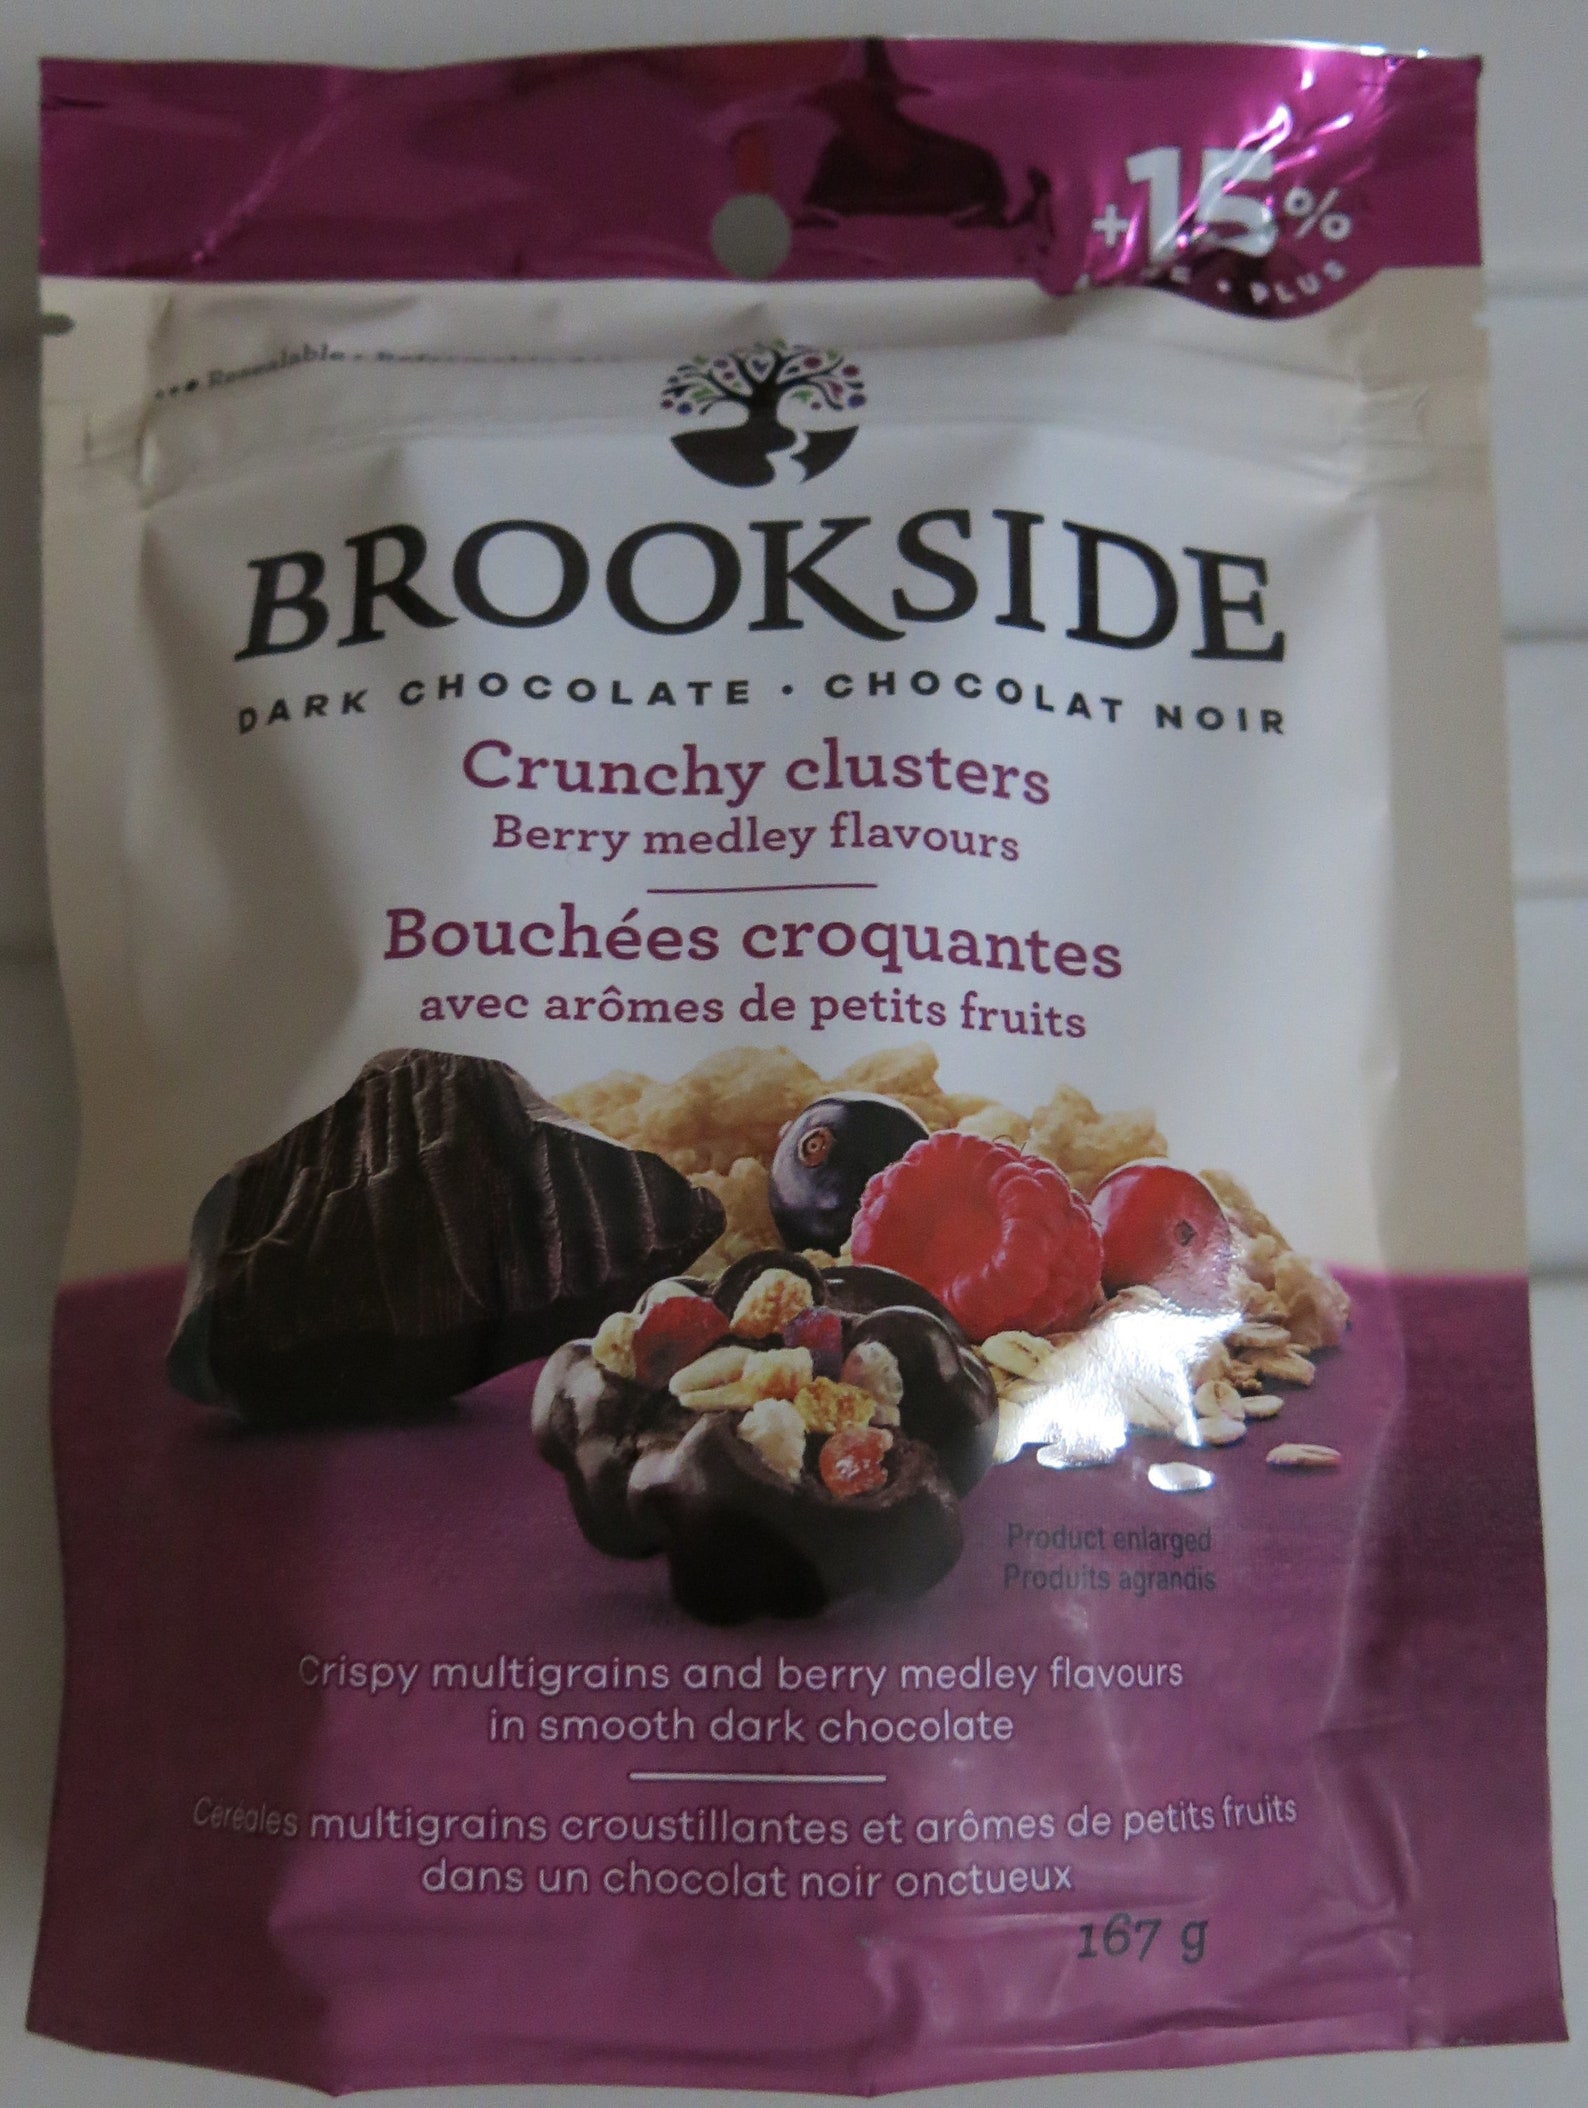 +15%
• PLUS
Resealable •
BROOKSIDE
DARK CHOCOLATE • CHOCOLAT NOIR
Crunchy clusters
Berry medley flavours
Bouchées croquantes
avec arômes de petits fruits
Product enlarged
Produits agrandis
Crispy multigrains and berry medley flavours
in smooth dark chocolate
Céréales multigrains croustillantes et arômes de petits fruits
dans un chocolat noir onctueux
167 g